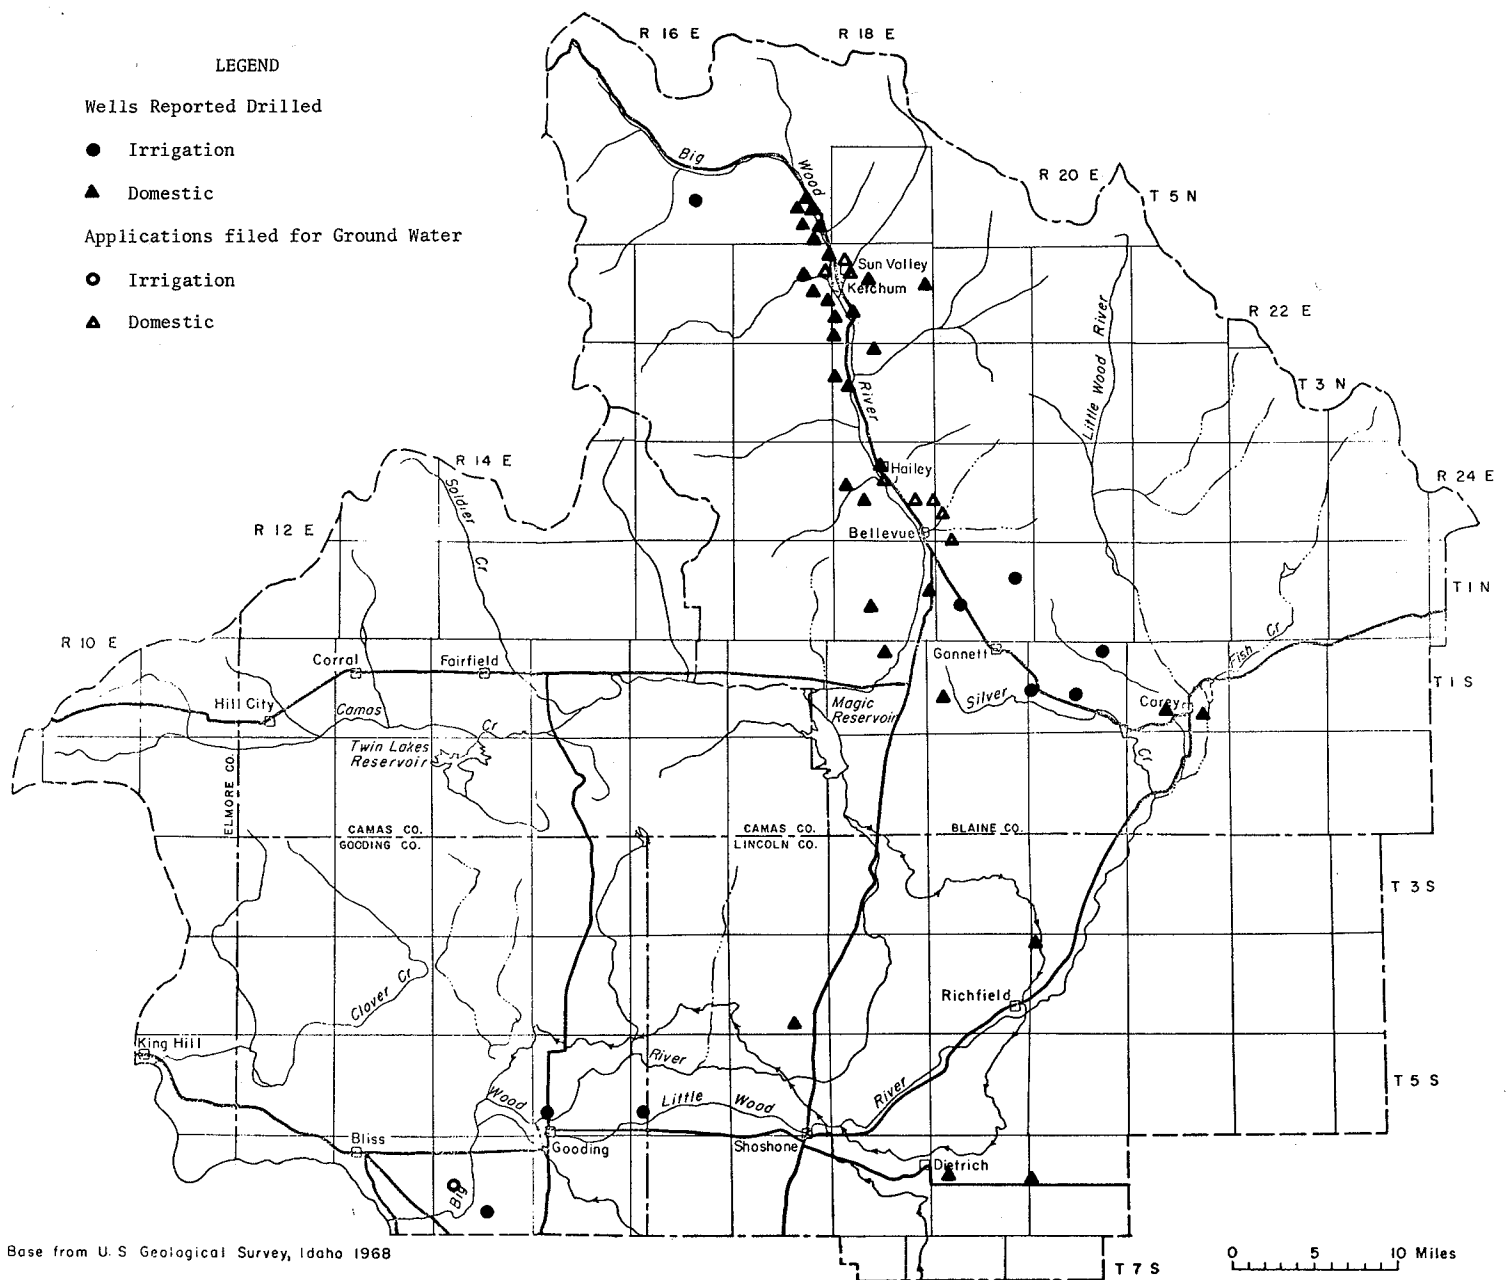 LEGEND
Wells Reported Drilled
Irrigation
Domestic
Applications filed for Ground Water
Irrigation
Domestic
R 16 E
R 18 E
R 20 E
T 5 N
R 22 E
T 3 N
R 24 E
T I N
T I S
T 3 S
T 5 S
T 7 S
R 14 E
R 12 E
R 10 E
Big
Wood
River
Sun Valley
Ketchum
Little Wood River
Hailey
Bellevue
Soldier
Cr
Gannett
Fish Cr
Corral
Fairfield
Hill City
Camas
Cr
Twin Lakes
Reservoir
Magic
Reservoir
Silver
Cr
Carey
ELMORE CO.
CAMAS CO.
GOODING CO.
CAMAS CO.
LINCOLN CO.
BLAINE CO.
Clover Cr
Richfield
King Hill
River
Wood
Little Wood
River
Bliss
Gooding
Shoshone
Dietrich
Big
Base from U. S Geological Survey, Idaho 1968
0 5 10 Miles